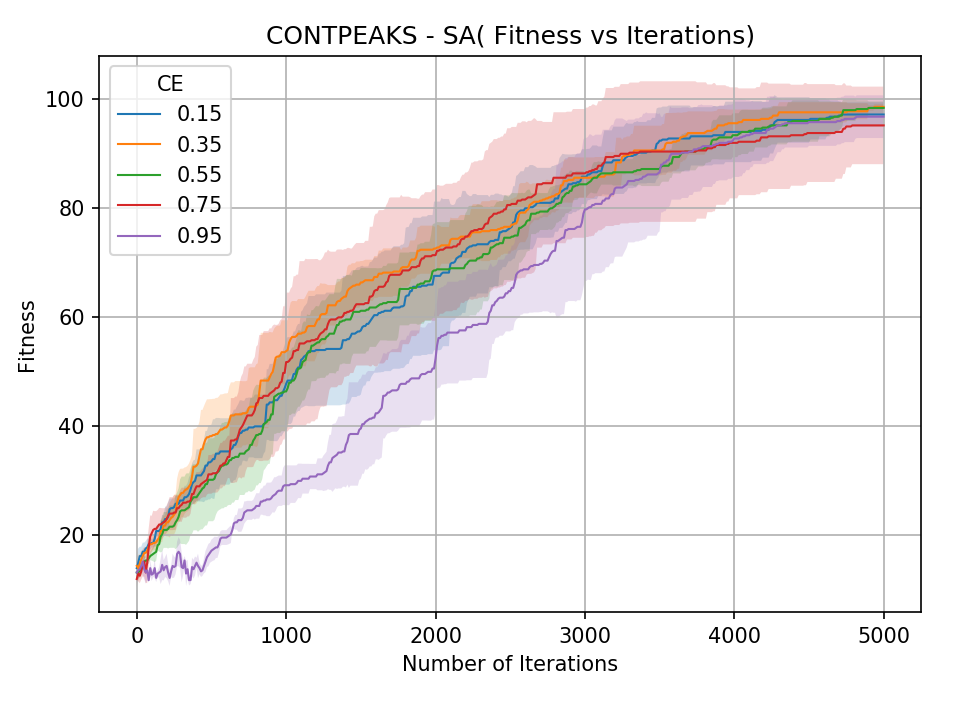 CONTPEAKS - SA( Fitness vs Iterations)
CE
0.15
0.35
0.55
0.75
0.95
Fitness
100
80
60
40
20
0 1000 2000 3000 4000 5000
Number of Iterations